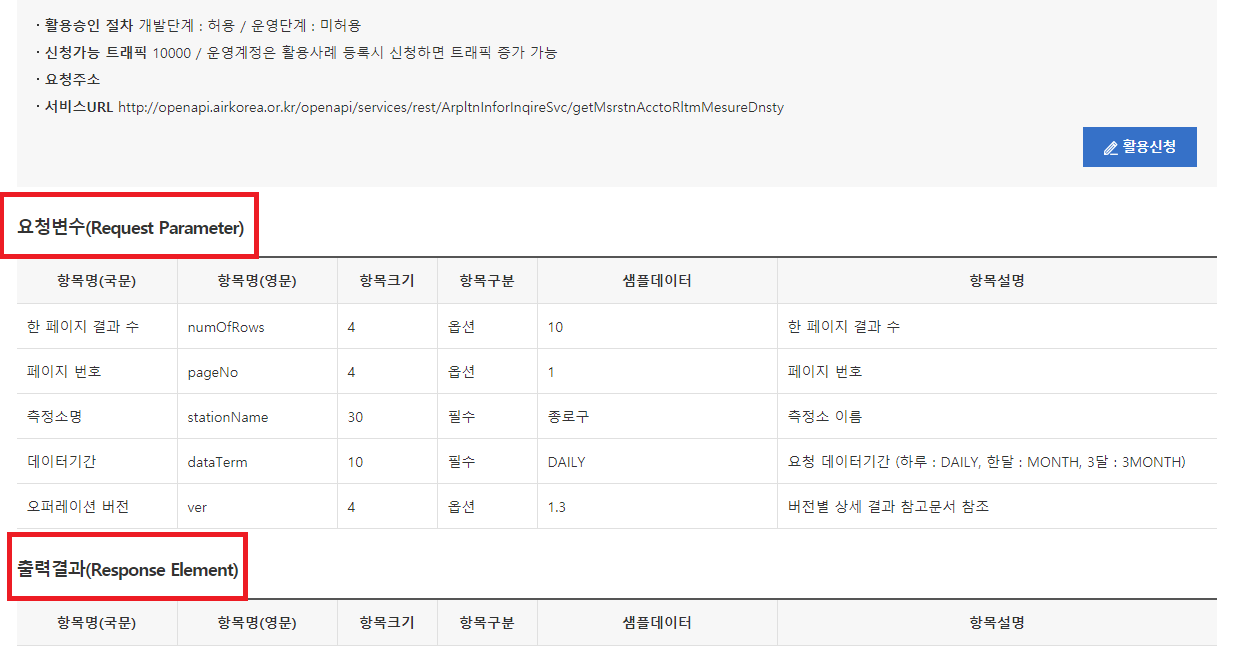 · 활용승인 절차 개발단계 : 허용 / 운영단계 : 미허용
· 신청가능 트래픽 10000 / 운영계정은 활용사례 등록시 신청하면 트래픽 증가 가능
· 요청주소
· 서비스URL http://openapi.airkorea.or.kr/openapi/services/rest/ArpltnInforInqireSvc/getMsrstnAcctoRltmMesureDnsty
활용신청
요청변수(Request Parameter)
항목명(국문) 항목명(영문) 항목크기 항목구분 샘플데이터 항목설명
한 페이지 결과 수 numOfRows 4 옵션 10 한 페이지 결과 수
페이지 번호 pageNo 4 옵션 1 페이지 번호
측정소명 stationName 30 필수 종로구 측정소 이름
데이터기간 dataTerm 10 필수 DAILY 요청 데이터기간 (하루 : DAILY, 한달 : MONTH, 3달 : 3MONTH)
오퍼레이션 버전 ver 4 옵션 1.3 버전별 상세 결과 참고문서 참조
출력결과(Response Element)
항목명(국문) 항목명(영문) 항목크기 항목구분 샘플데이터 항목설명